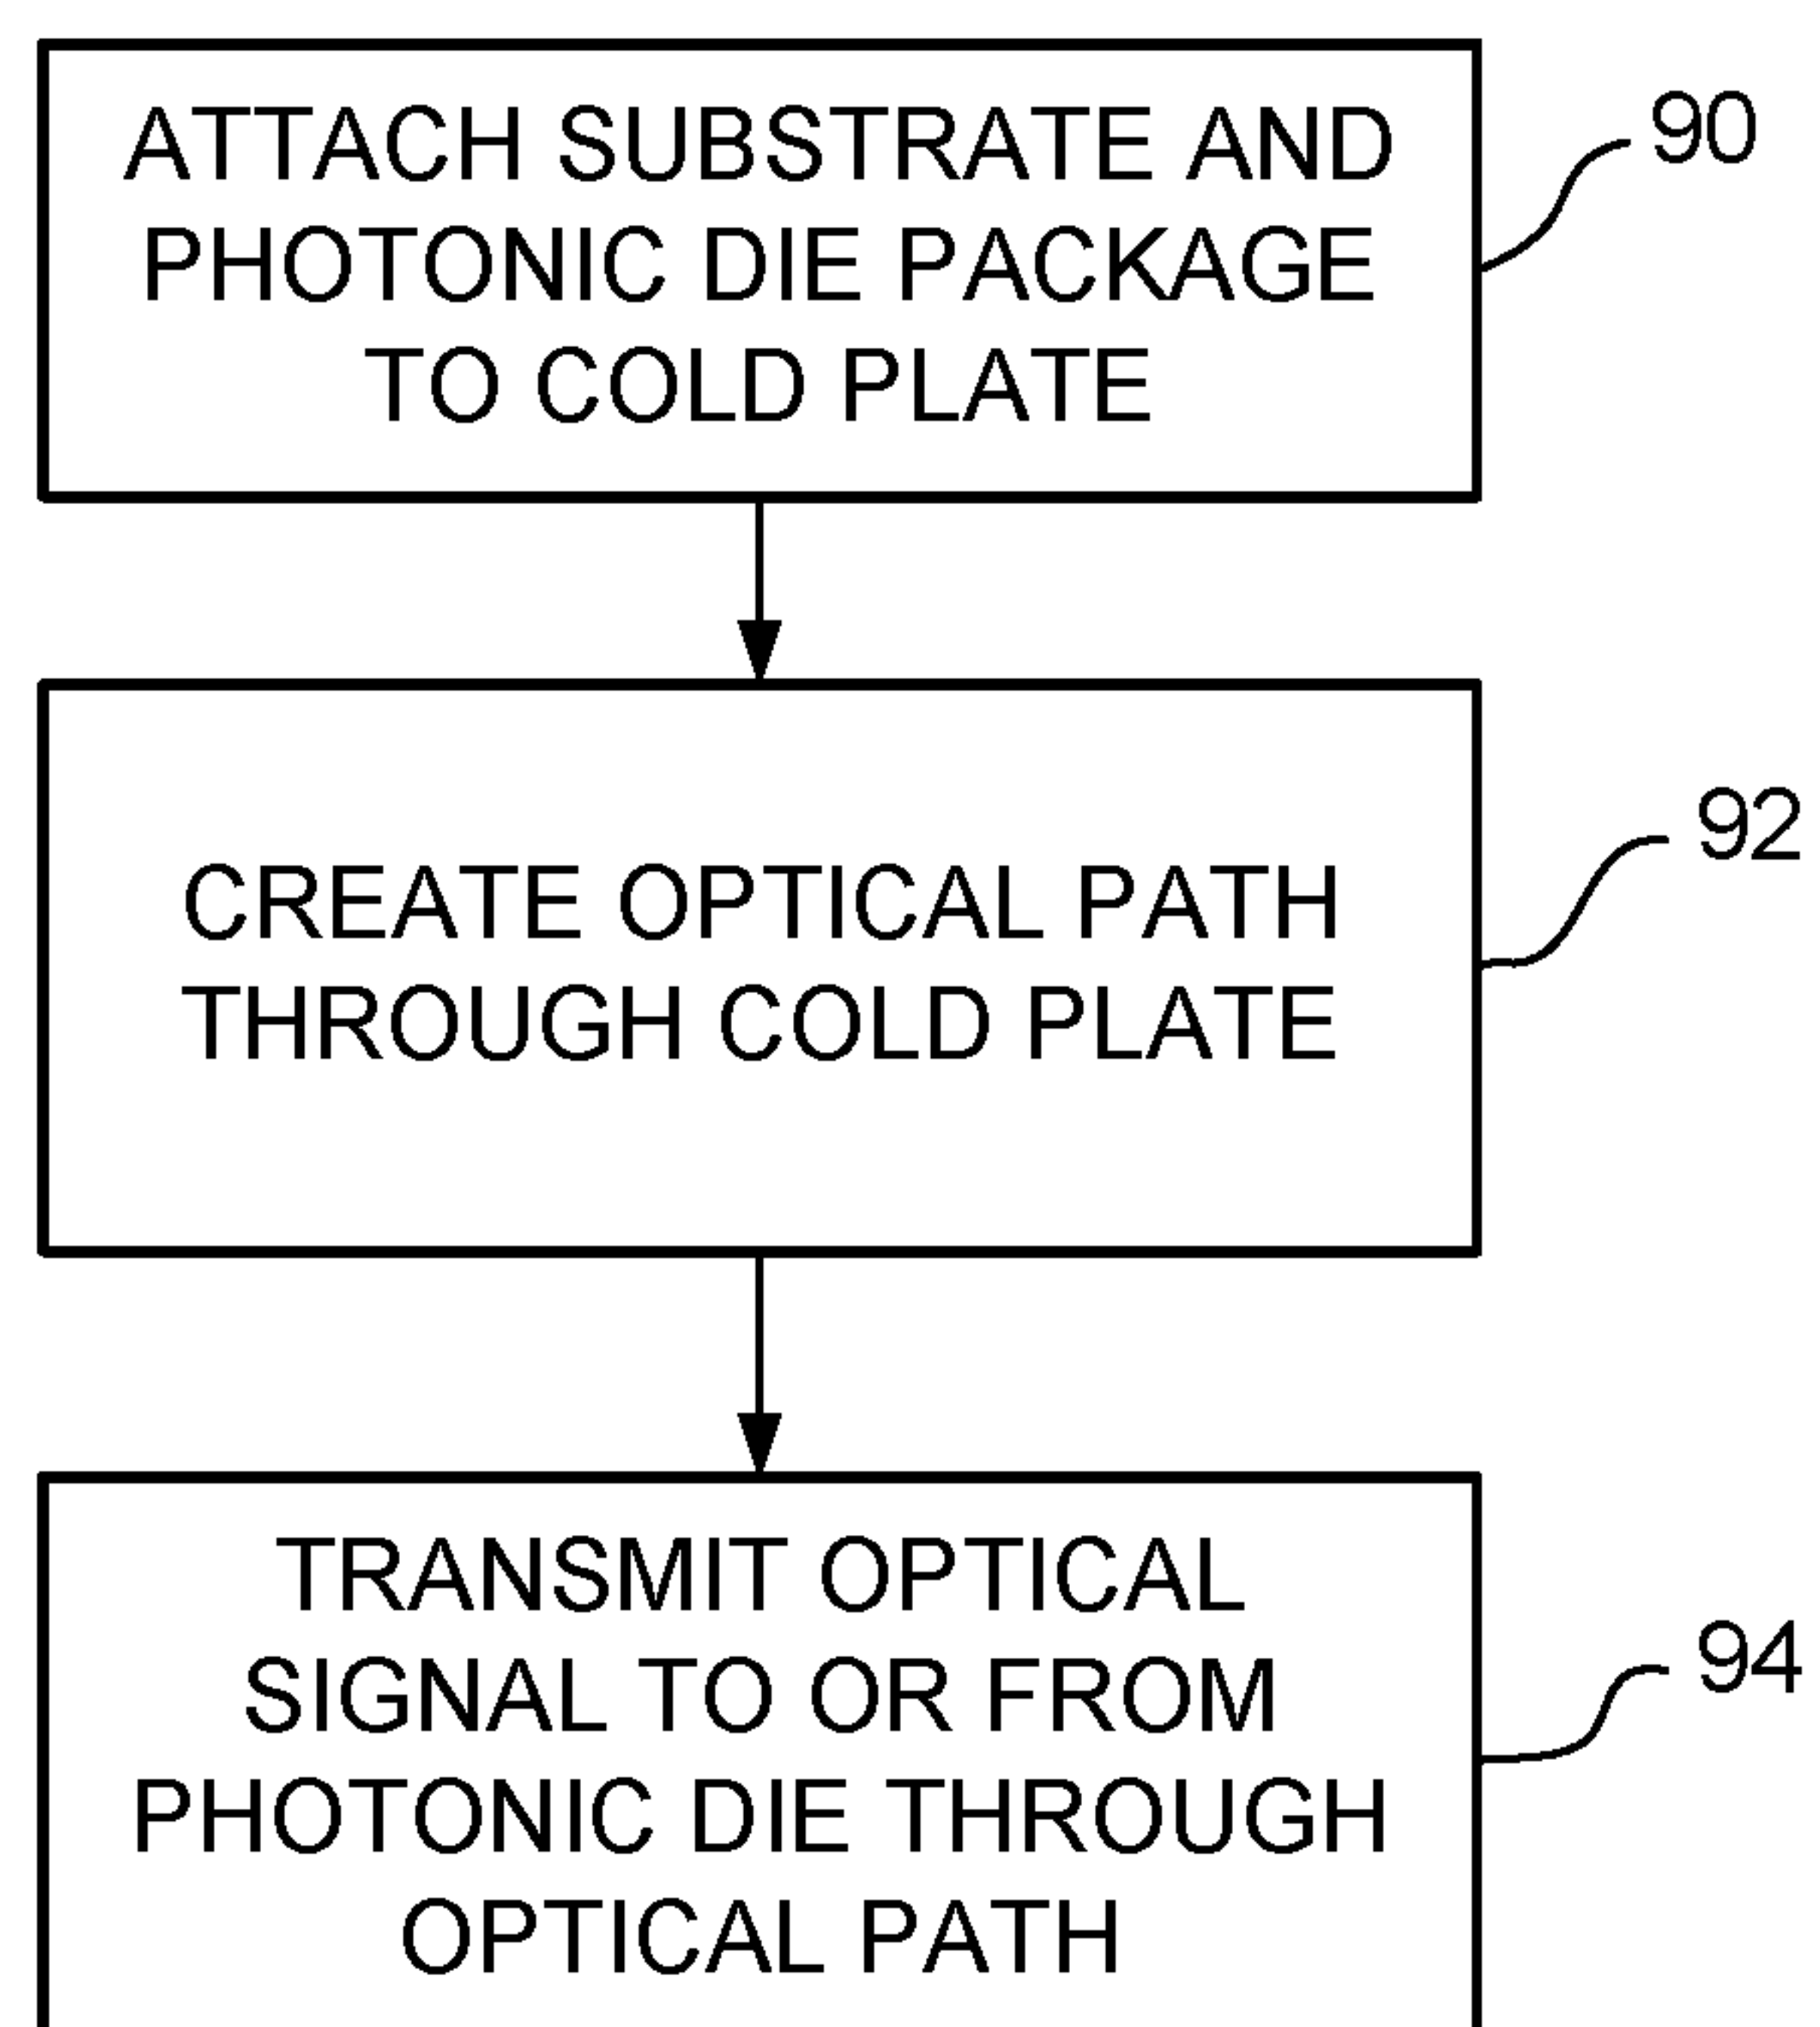 ATTACH SUBSTRATE AND
PHOTONIC DIE PACKAGE
TO COLD PLATE
90
CREATE OPTICAL PATH
THROUGH COLD PLATE
92
TRANSMIT OPTICAL
SIGNAL TO OR FROM
PHOTONIC DIE THROUGH
OPTICAL PATH
94